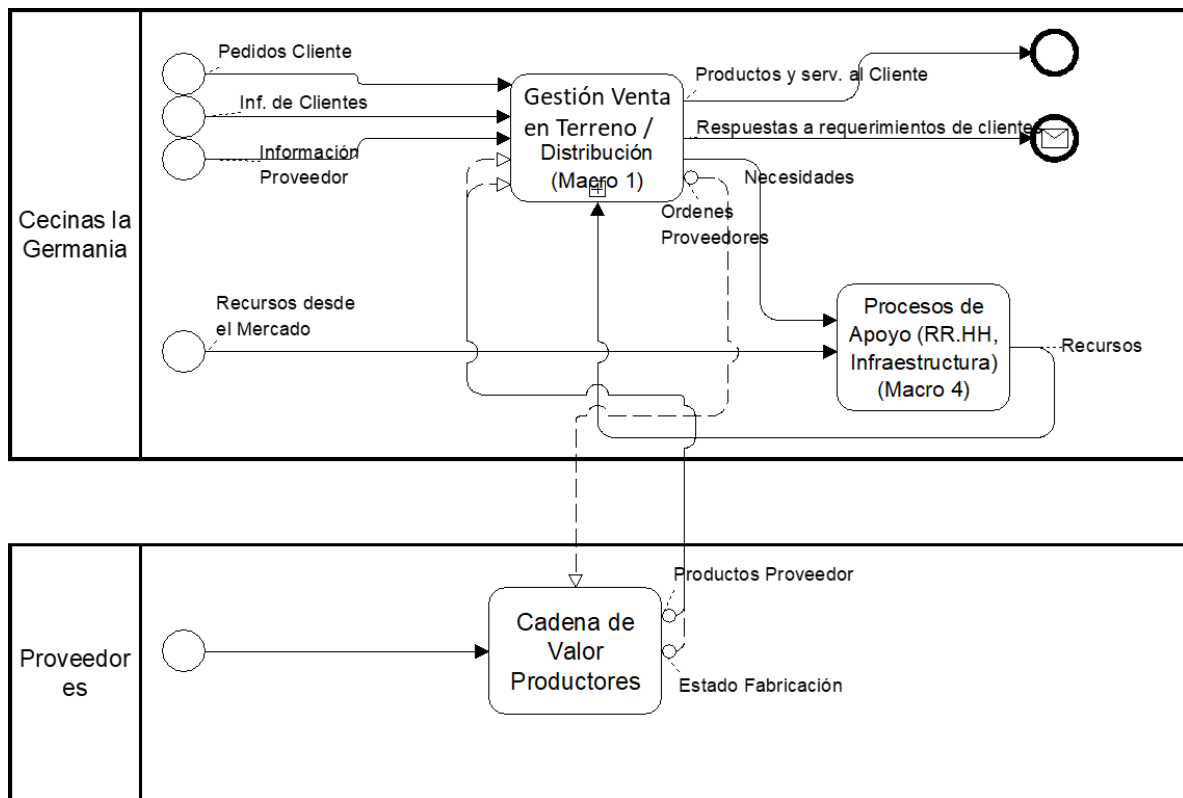 Cecinas la
Germania
Pedidos Cliente
Inf. de Clientes
Información
Proveedor
Gestión Venta
en Terreno /
Distribución
(Macro 1)
Productos y serv. al Cliente
Respuestas a requerimientos de clientes
Necesidades
Ordenes
Proveedores
Recursos desde
el Mercado
Procesos de
Apoyo (RR.HH,
Infraestructura)
(Macro 4)
Recursos
Proveedor
es
Cadena de
Valor
Productores
Productos Proveedor
Estado Fabricación